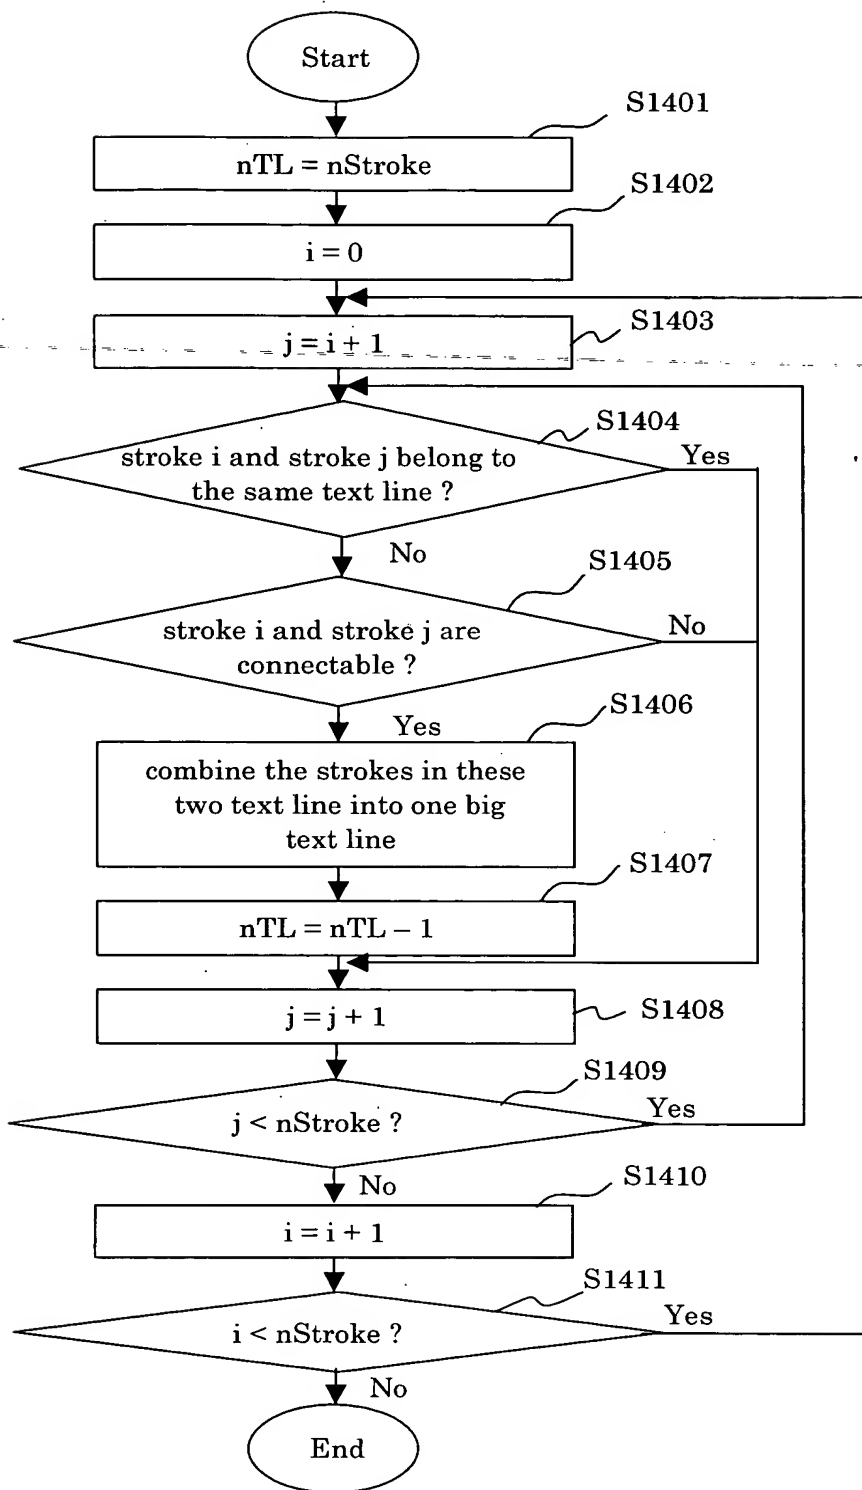 Start
S1401
nTL = nStroke
S1402
i = 0
S1403
j = i + 1
S1404
stroke i and stroke j belong to
the same text line ?
Yes
No
S1405
stroke i and stroke j are
connectable ?
No
Yes
S1406
combine the strokes in these
two text line into one big
text line
S1407
nTL = nTL – 1
j = j + 1
S1408
S1409
j < nStroke ?
Yes
No
S1410
i = i + 1
S1411
i < nStroke ?
Yes
No
End